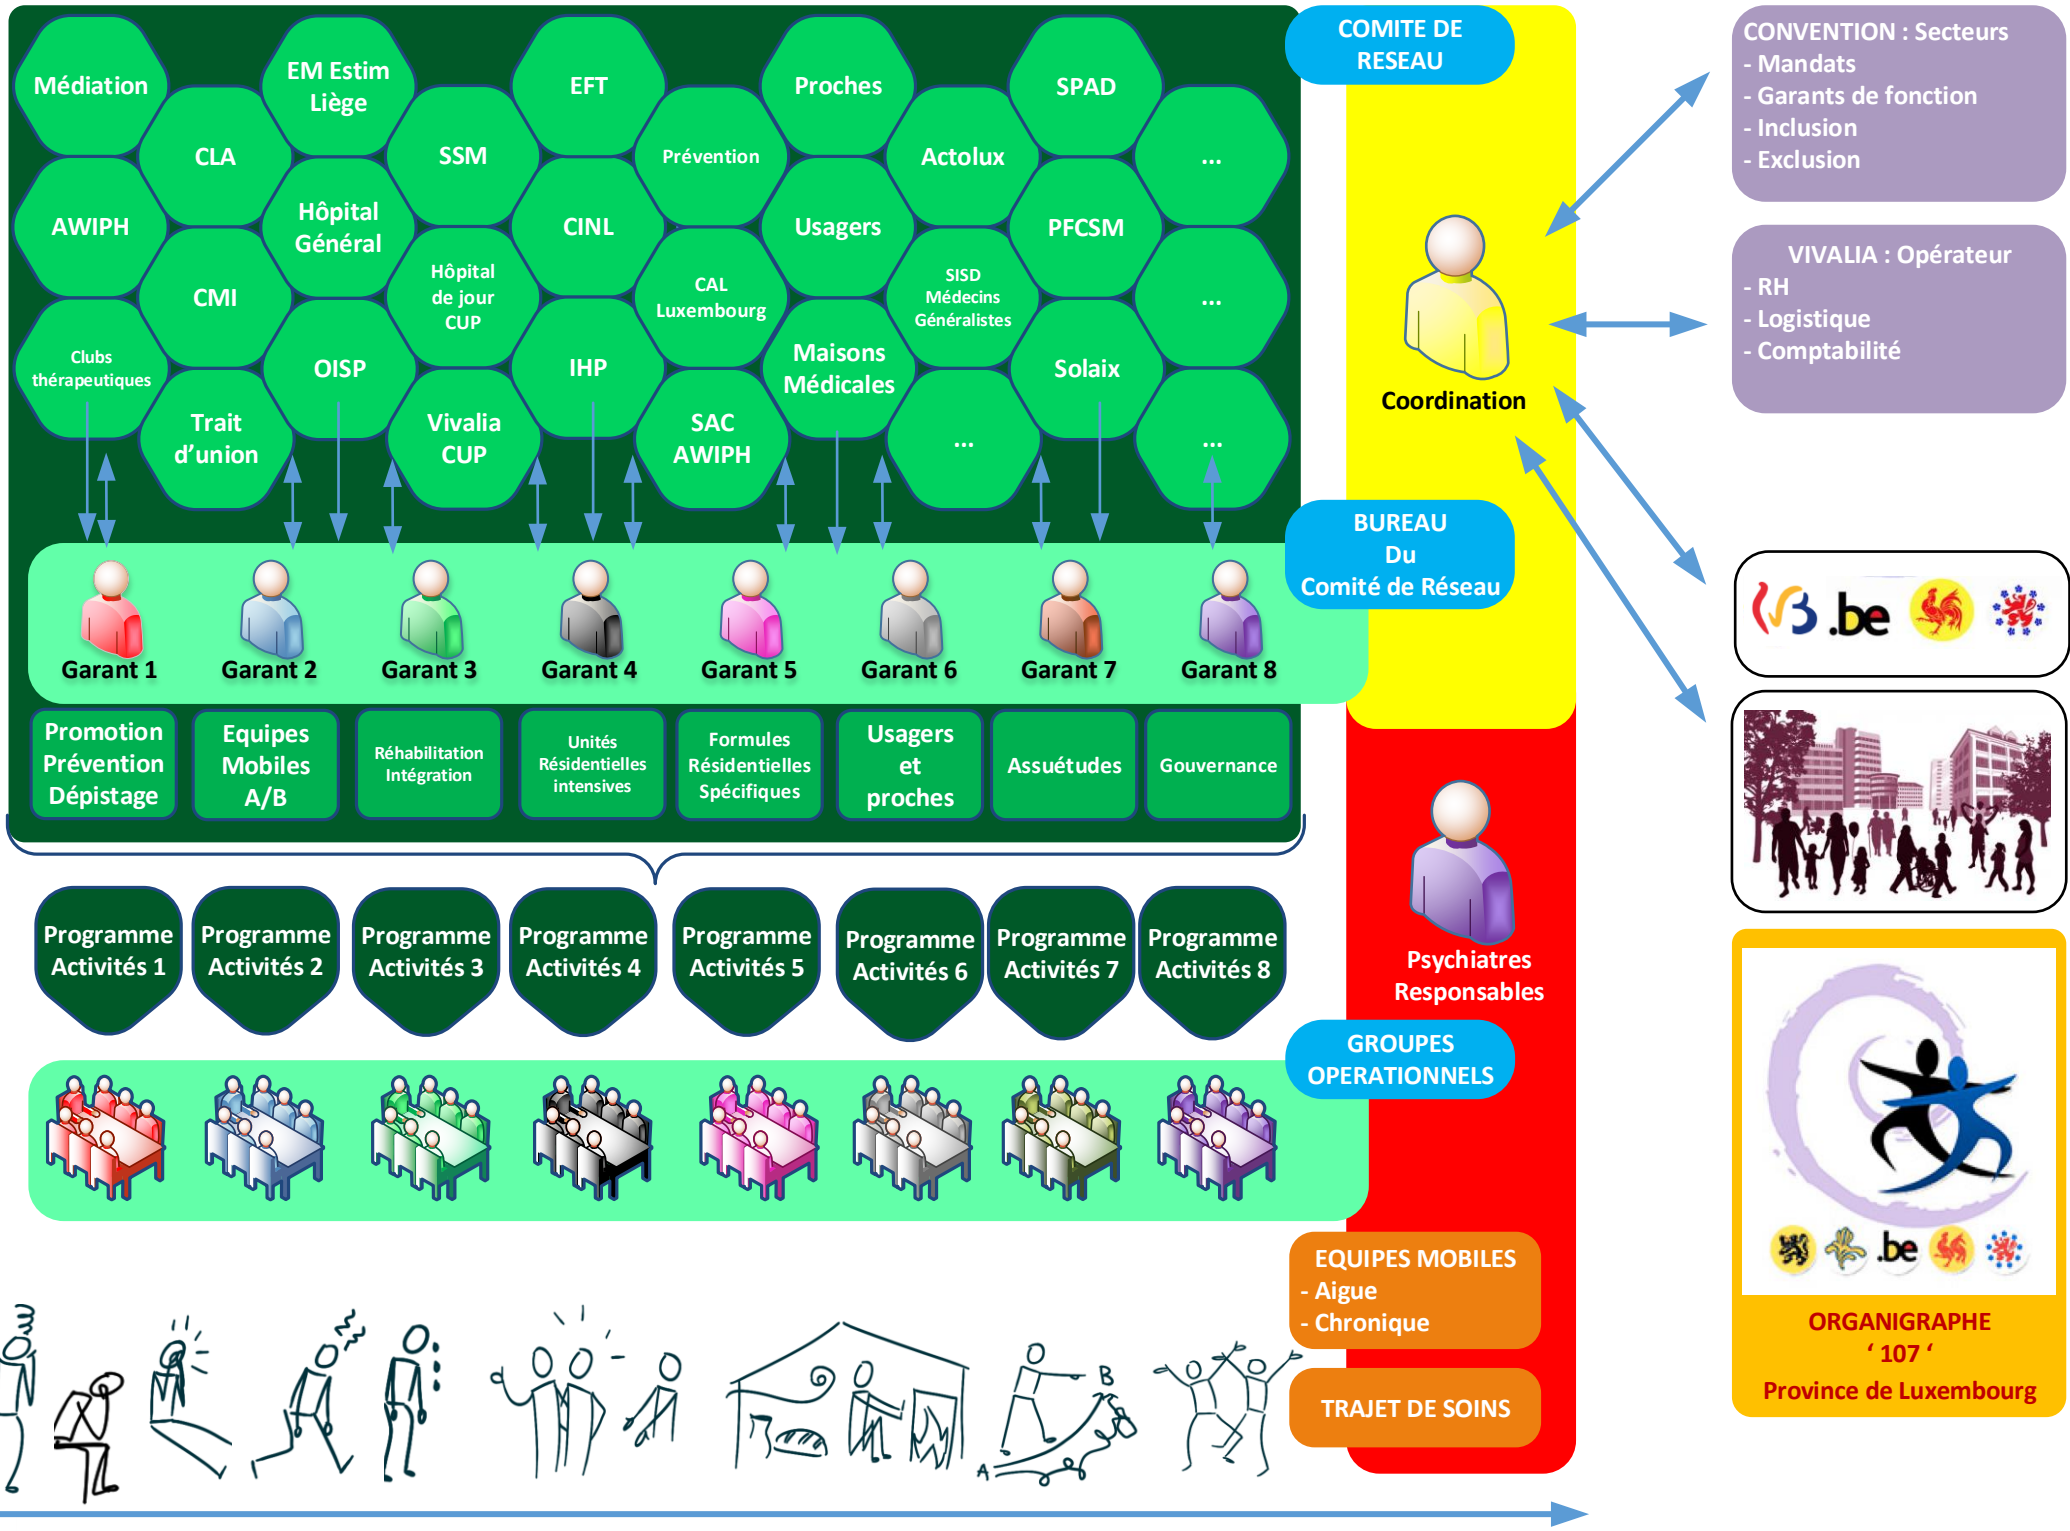 COMITE DE
RESEAU
CONVENTION : Secteurs
- Mandats
- Garants de fonction
- Inclusion
- Exclusion
Médiation
EM Estim
Liège
EFT
Proches
SPAD
CLA
SSM
Prévention
Actolux
...
AWIPH
Hôpital
Général
CINL
Usagers
PFCSM
VIVALIA : Opérateur
- RH
- Logistique
- Comptabilité
CMI
Hôpital
de jour
CUP
CAL
Luxembourg
SISD
Médecins
Généralistes
...
Clubs
thérapeutiques
OISP
IHP
Maisons
Médicales
Solaix
Coordination
Trait
d’union
Vivalia
CUP
SAC
AWIPH
...
...
BUREAU
Du
Comité de Réseau
.be
Garant 1
Garant 2
Garant 3
Garant 4
Garant 5
Garant 6
Garant 7
Garant 8
Promotion
Prévention
Dépistage
Equipes
Mobiles
A/B
Réhabilitation
Intégration
Unités
Résidentielles
intensives
Formules
Résidentielles
Spécifiques
Usagers
et
proches
Assuétudes
Gouvernance
Programme
Activités 1
Programme
Activités 2
Programme
Activités 3
Programme
Activités 4
Programme
Activités 5
Programme
Activités 6
Programme
Activités 7
Programme
Activités 8
Psychiatres
Responsables
GROUPES
OPERATIONNELS
EQUIPES MOBILES
- Aigue
- Chronique
TRAJET DE SOINS
A
B
.be
ORGANIGRAPHE
‘ 107 ‘
Province de Luxembourg